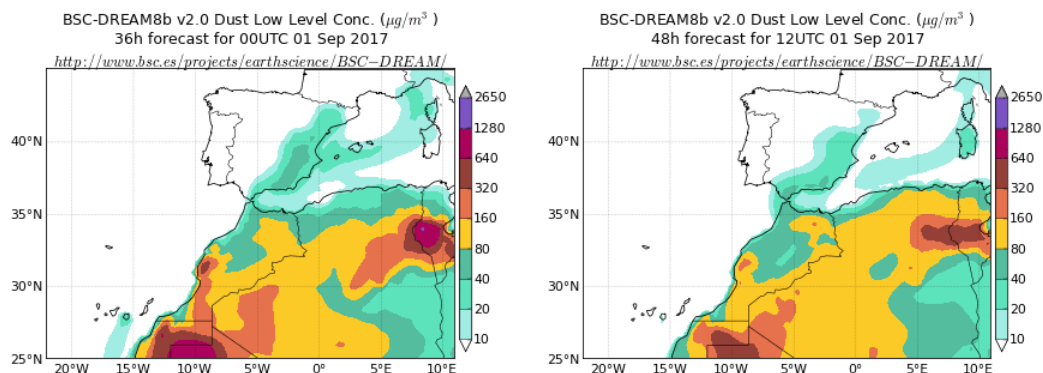 BSC-DREAM8b v2.0 Dust Low Level Conc. (μg/m³ )
36h forecast for 00UTC 01 Sep 2017
http://www.bsc.es/projects/earthscience/BSC−DREAM/
40°N
35°N
30°N
25°N
20°W
15°W
10°W
5°W
0°
5°E
10°E
2650
1280
640
320
160
80
40
20
10
BSC-DREAM8b v2.0 Dust Low Level Conc. (μg/m³ )
48h forecast for 12UTC 01 Sep 2017
http://www.bsc.es/projects/earthscience/BSC−DREAM/
40°N
35°N
30°N
25°N
20°W
15°W
10°W
5°W
0°
5°E
10°E
2650
1280
640
320
160
80
40
20
10